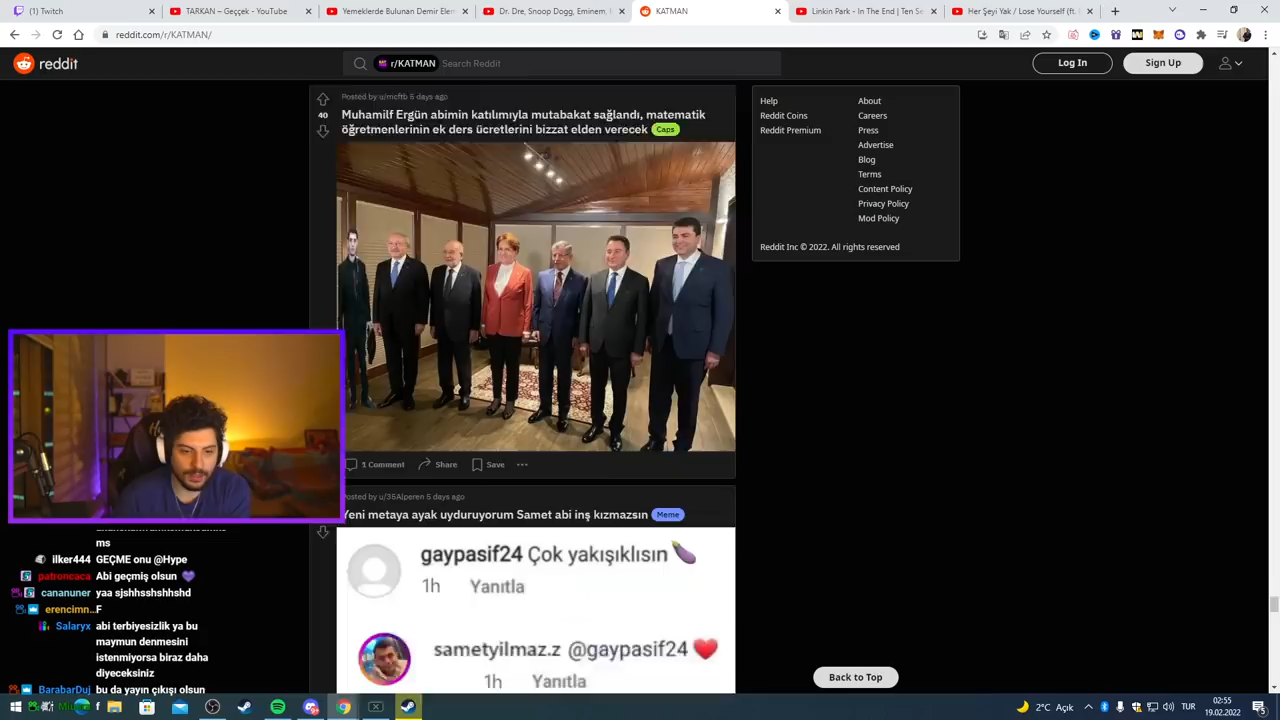 (1) Twitch
TARKAN – Geççek - YouTube
Yemeklerde Bulunan Demir Elem
Dr. Dre, Snoop Dogg, Eminem,
KATMAN
Linkin Park - In The End | Ten Se
Her Şeyi Yak / Lose Yourself (ft.
reddit.com/r/KATMAN/
reddit
r/KATMAN
Search Reddit
Log In
Sign Up
Posted by u/mcftb 5 days ago
40
Muhamilf Ergün abimin katılımıyla mutabakat sağlandı, matematik
öğretmenlerinin ek ders ücretlerini bizzat elden verecek Caps
1 Comment
Share
Save
Posted by u/35Alperen 5 days ago
Yeni metaya ayak uyduruyorum Samet abi inş kızmazsın Meme
gaypasif24 Çok yakışıklısın
1h Yanıtla
sametyilmaz.z @gaypasif24
1h Yanıtla
Help
About
Reddit Coins
Careers
Reddit Premium
Press
Advertise
Blog
Terms
Content Policy
Privacy Policy
Mod Policy
Reddit Inc © 2022. All rights reserved
Back to Top
ms
ilker444 GEÇME onu @Hype
patroncaca Abi geçmiş olsun
cananuner yaa sjshhsshshhshd
erencimn... F
Salaryx abi terbiyesizlik ya bu
maymun denmesini
istenmiyorsa biraz daha
diyeceksiniz
BarabarDuj bu da yayın çıkışı olsun
2°C Açık
TUR
02:55
19.02.2022
5